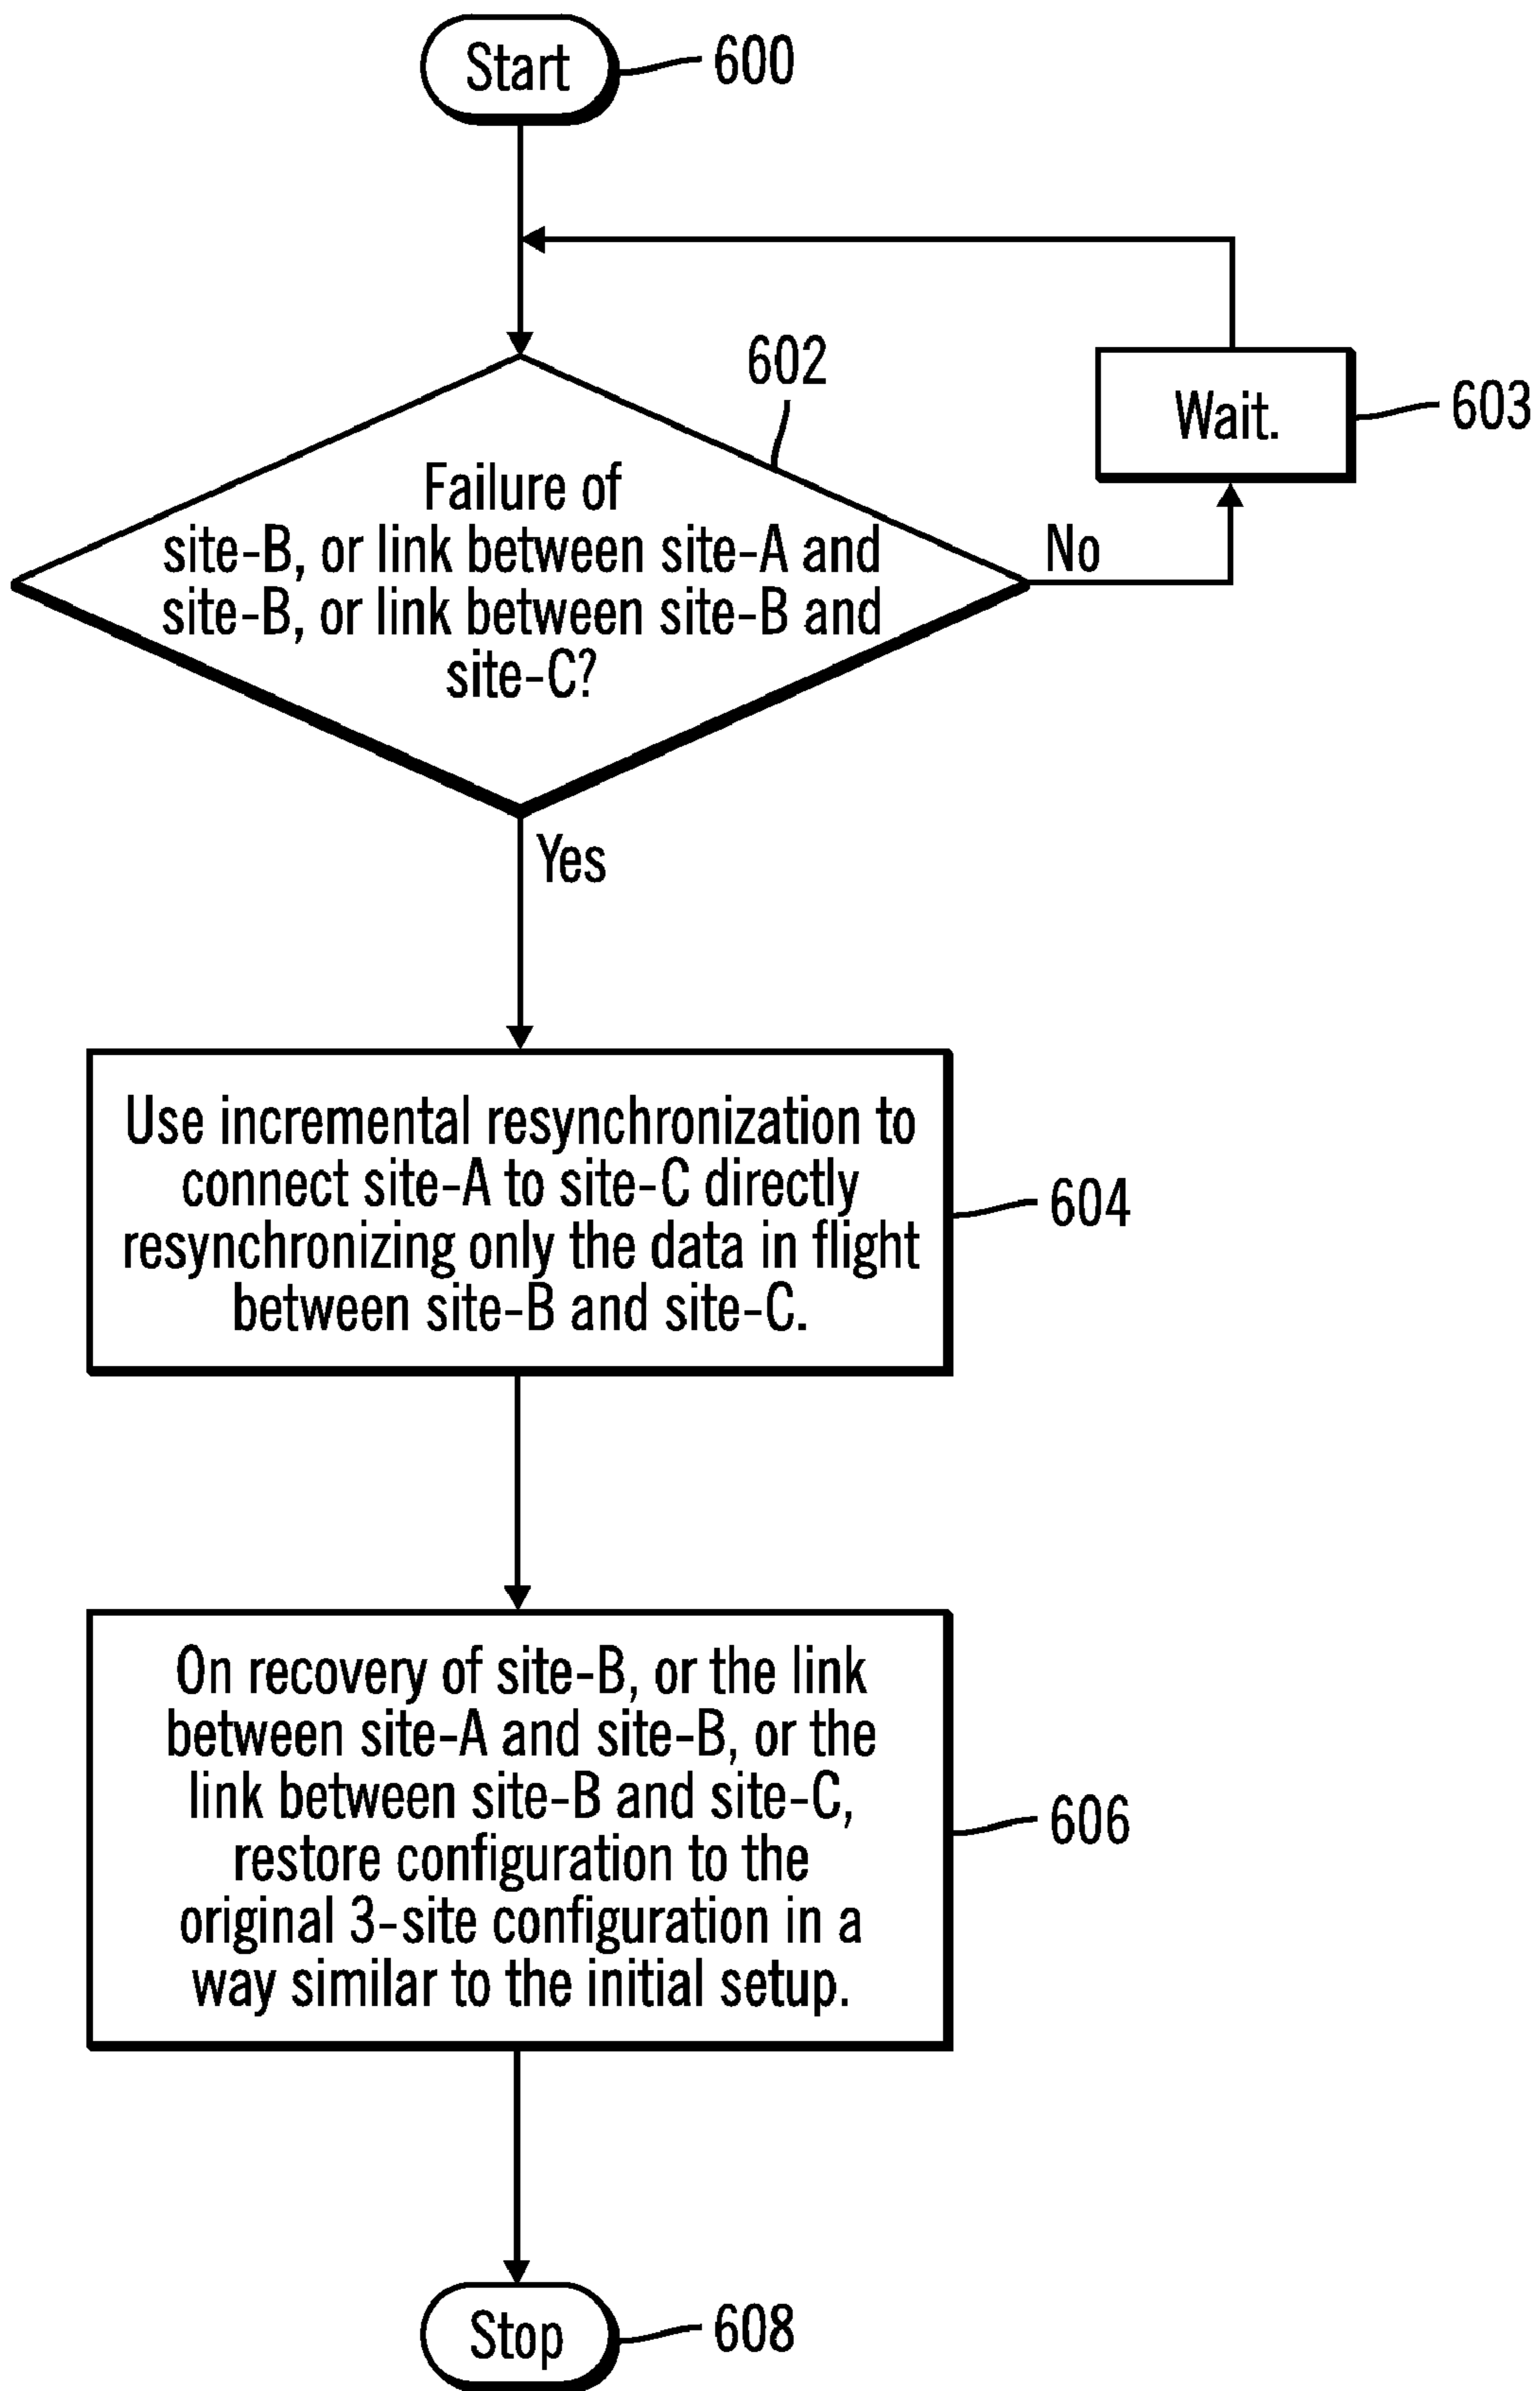 Start
600
602
Failure of
site-B, or link between site-A and
site-B, or link between site-B and
site-C?
No
Wait.
603
Yes
Use incremental resynchronization to
connect site-A to site-C directly
resynchronizing only the data in flight
between site-B and site-C.
604
On recovery of site-B, or the link
between site-A and site-B, or the
link between site-B and site-C,
restore configuration to the
original 3-site configuration in a
way similar to the initial setup.
606
Stop
608